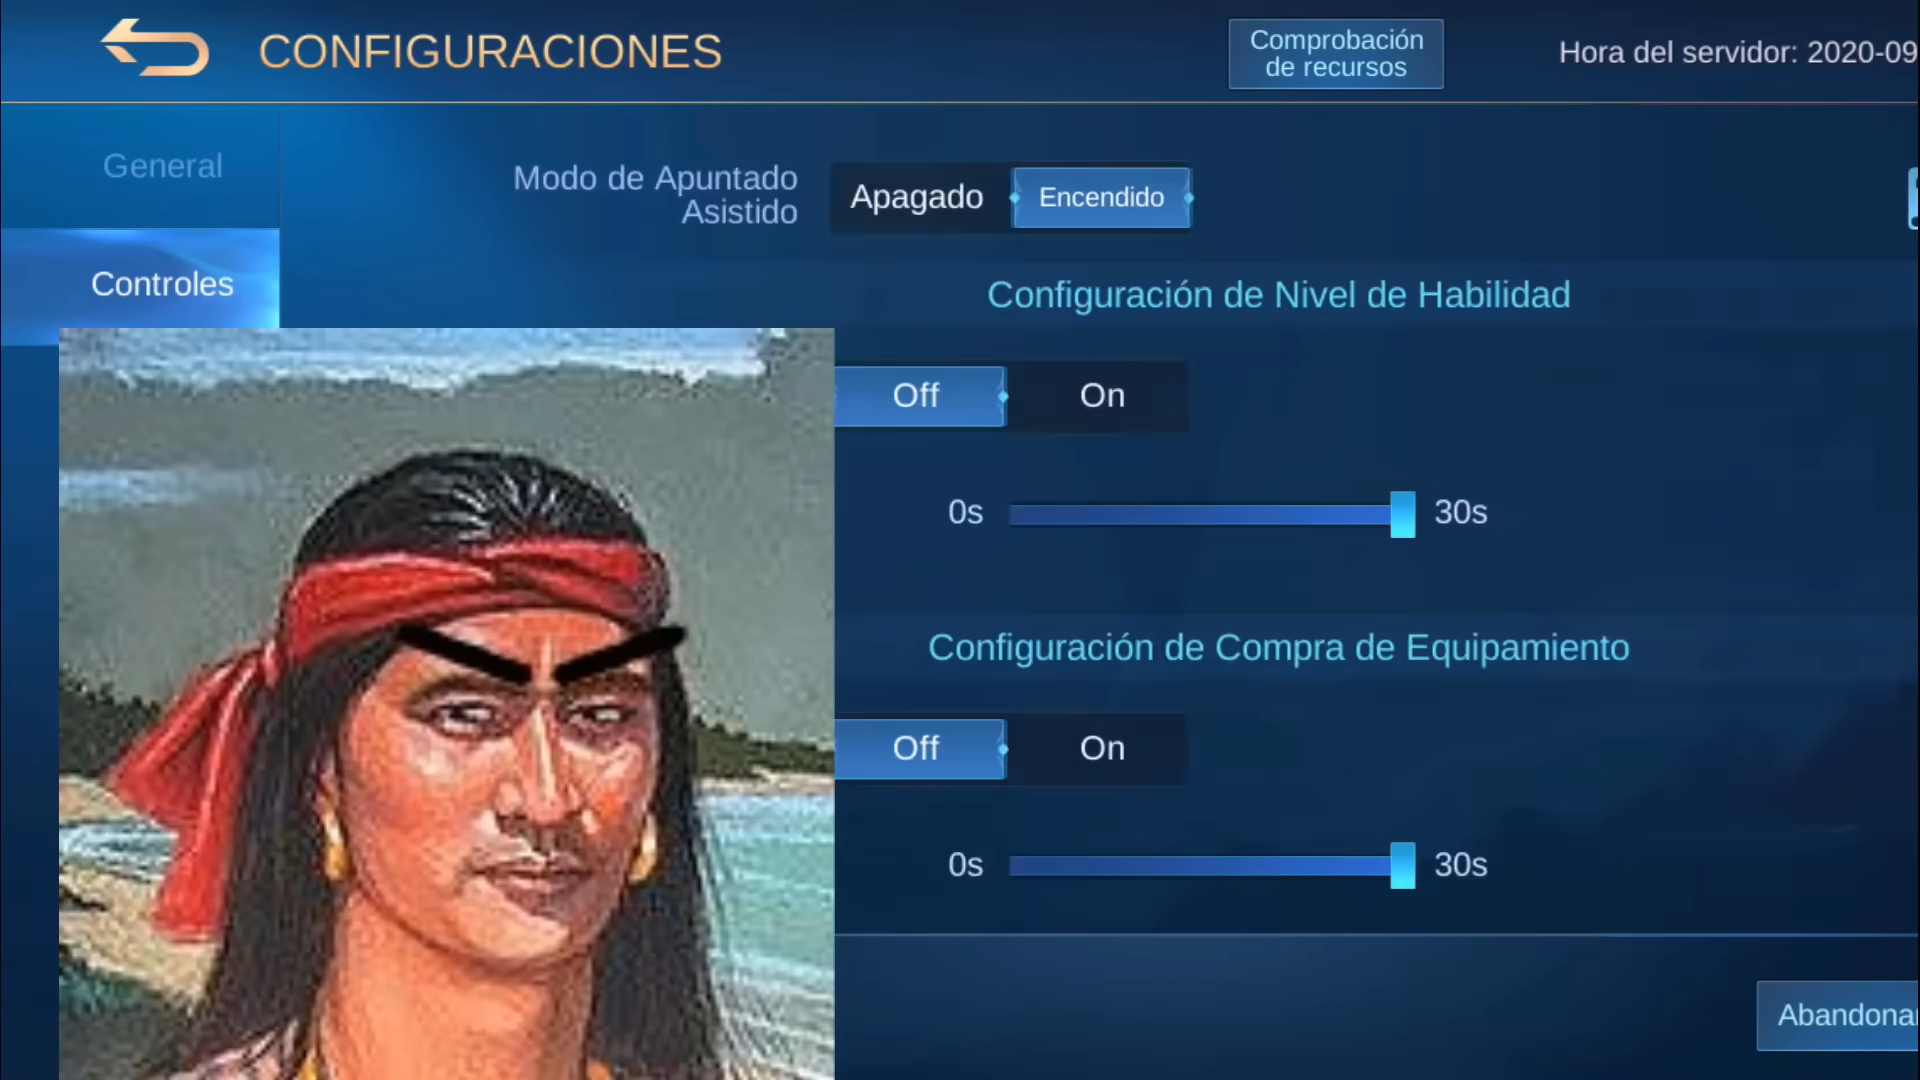 CONFIGURACIONES
Comprobación
de recursos
Hora del servidor: 2020-09
General
Controles
Modo de Apuntado
Asistido
Apagado
Encendido
Configuración de Nivel de Habilidad
Off
On
0s
30s
Configuración de Compra de Equipamiento
Off
On
0s
30s
Abandonar